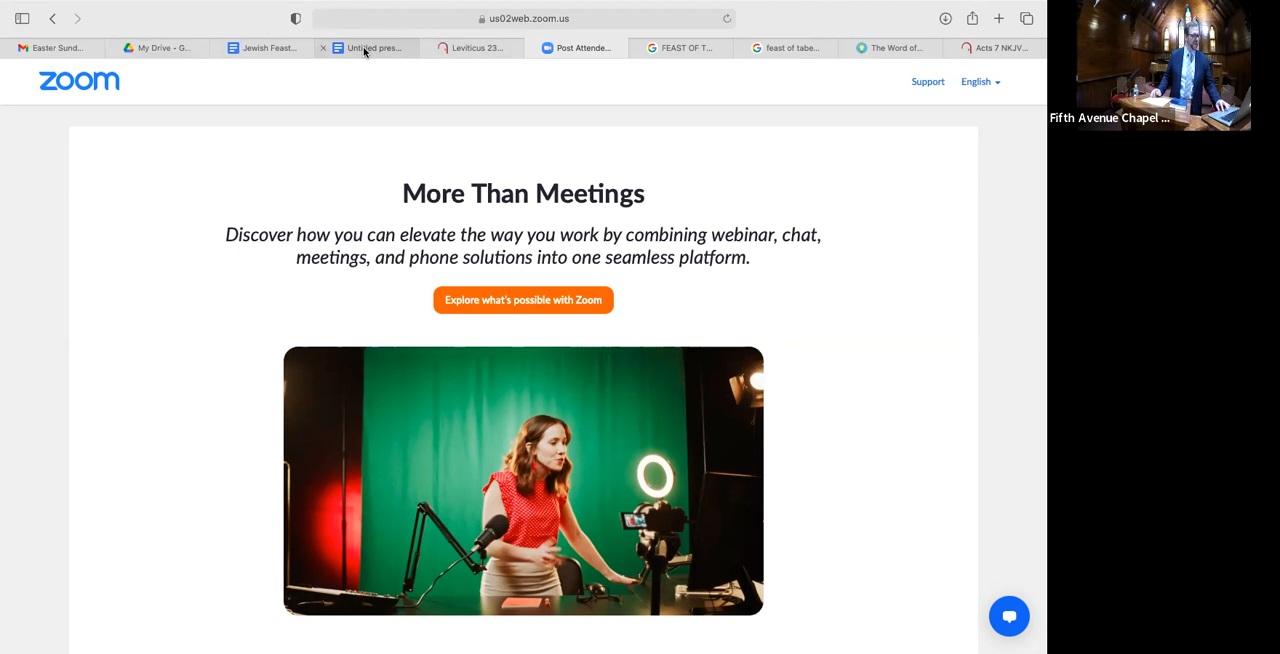 us02web.zoom.us
Easter Sund...
My Drive – G...
Jewish Feast...
Untitled pres...
Leviticus 23...
Post Attende...
FEAST OF T...
feast of tabe...
The Word of...
Acts 7 NKJV...
zoom
Support
English
Fifth Avenue Chapel ...
More Than Meetings
Discover how you can elevate the way you work by combining webinar, chat,
meetings, and phone solutions into one seamless platform.
Explore what's possible with Zoom